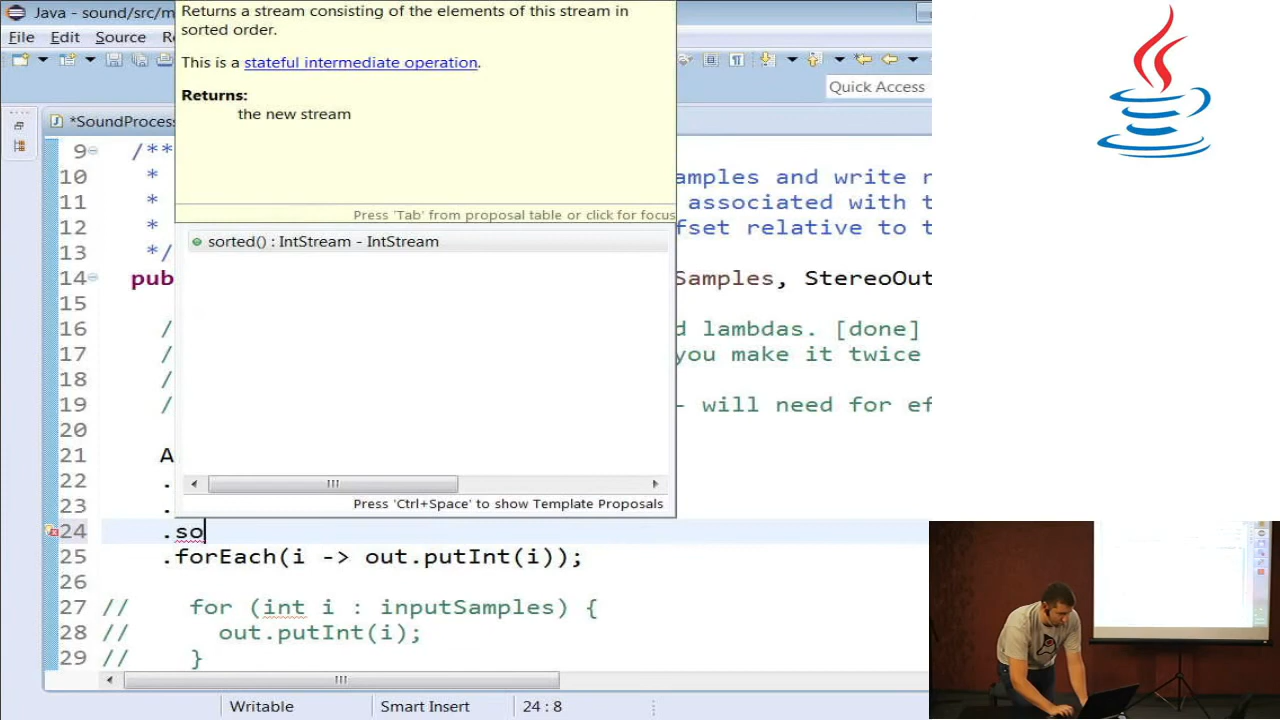 Java - sound/src/m
File Edit Source R
Quick Access
*SoundProcess
Returns a stream consisting of the elements of this stream in
sorted order.
This is a stateful intermediate operation.
Returns:
the new stream
Press 'Tab' from proposal table or click for focus
sorted() : IntStream - IntStream
Press 'Ctrl+Space' to show Template Proposals
9 /**
10 * amples and write r
11 * associated with t
12 * fset relative to t
13 */
14 pub Samples, StereoOut
15
16 / d lambdas. [done]
17 / you make it twice
18 /
19 / - will need for ef
20
21 A
22 .
23 .
24 .so
25 .forEach(i -> out.putInt(i));
26
27 // for (int i : inputSamples) {
28 // out.putInt(i);
29 // }
Writable Smart Insert 24 : 8